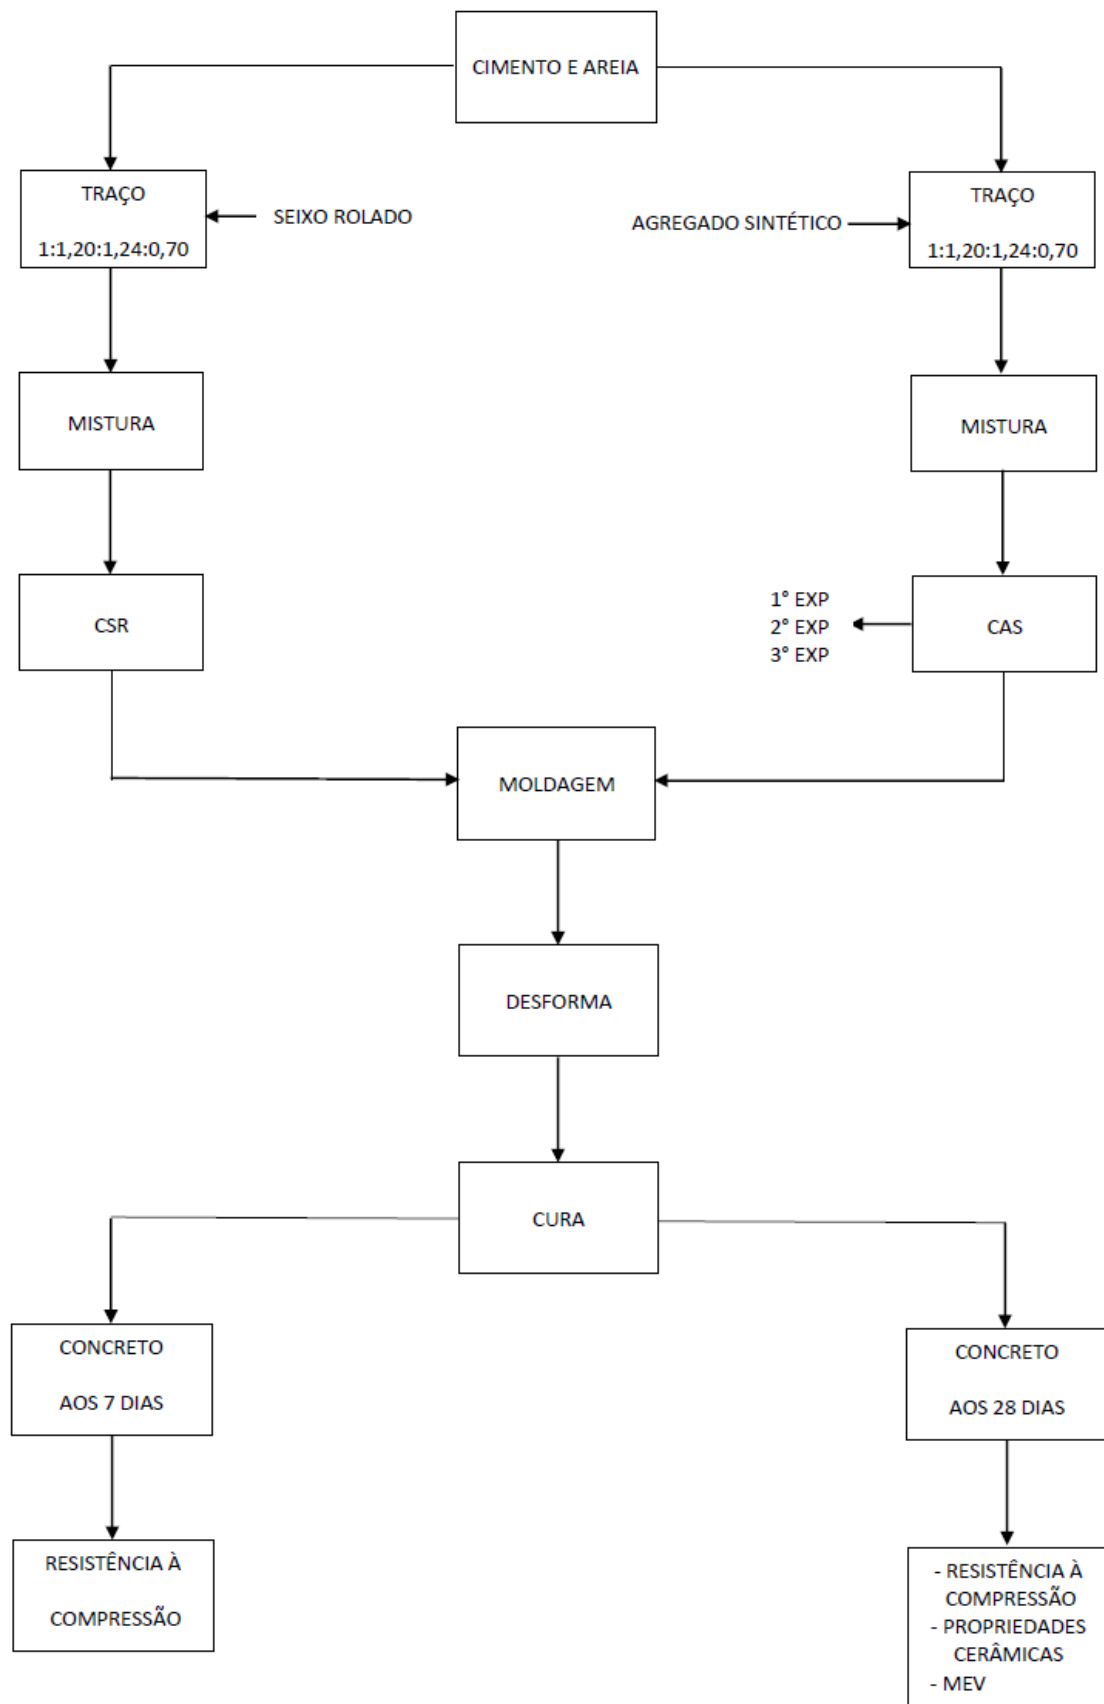 CIMENTO E AREIA
TRAÇO
1:1,20:1,24:0,70
SEIXO ROLADO
AGREGADO SINTÉTICO
TRAÇO
1:1,20:1,24:0,70
MISTURA
MISTURA
CSR
1° EXP
2° EXP
3° EXP
CAS
MOLDAGEM
DESFORMA
CURA
CONCRETO
AOS 7 DIAS
CONCRETO
AOS 28 DIAS
RESISTÊNCIA À
COMPRESSÃO
- RESISTÊNCIA À
COMPRESSÃO
- PROPRIEDADES
CERÂMICAS
- MEV